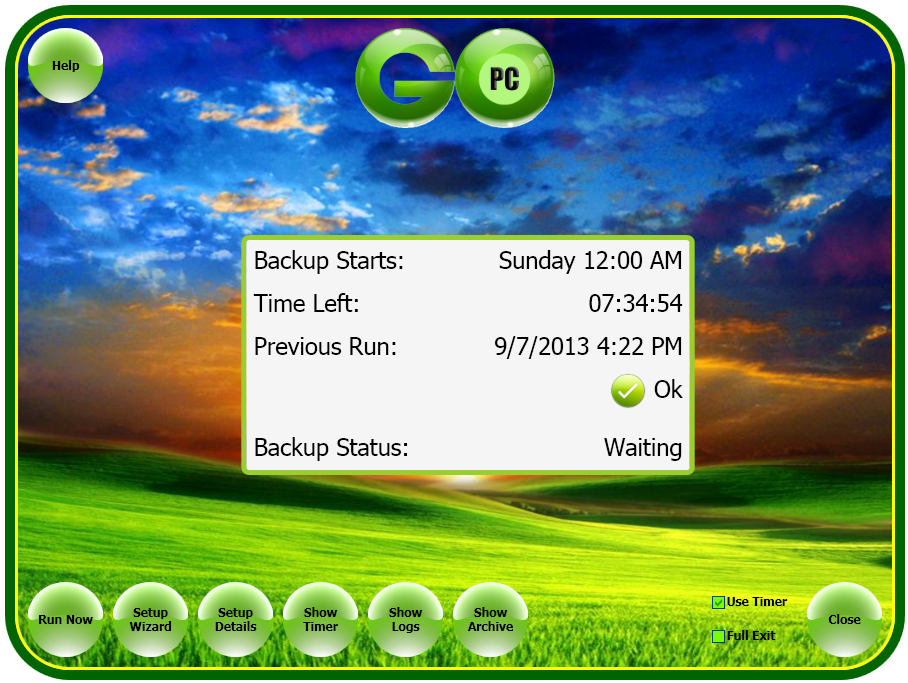 Help
GO PC
Backup Starts: Sunday 12:00 AM
Time Left: 07:34:54
Previous Run: 9/7/2013 4:22 PM
Ok
Backup Status: Waiting
Run Now
Setup
Wizard
Setup
Details
Show
Timer
Show
Logs
Show
Archive
Use Timer
Full Exit
Close